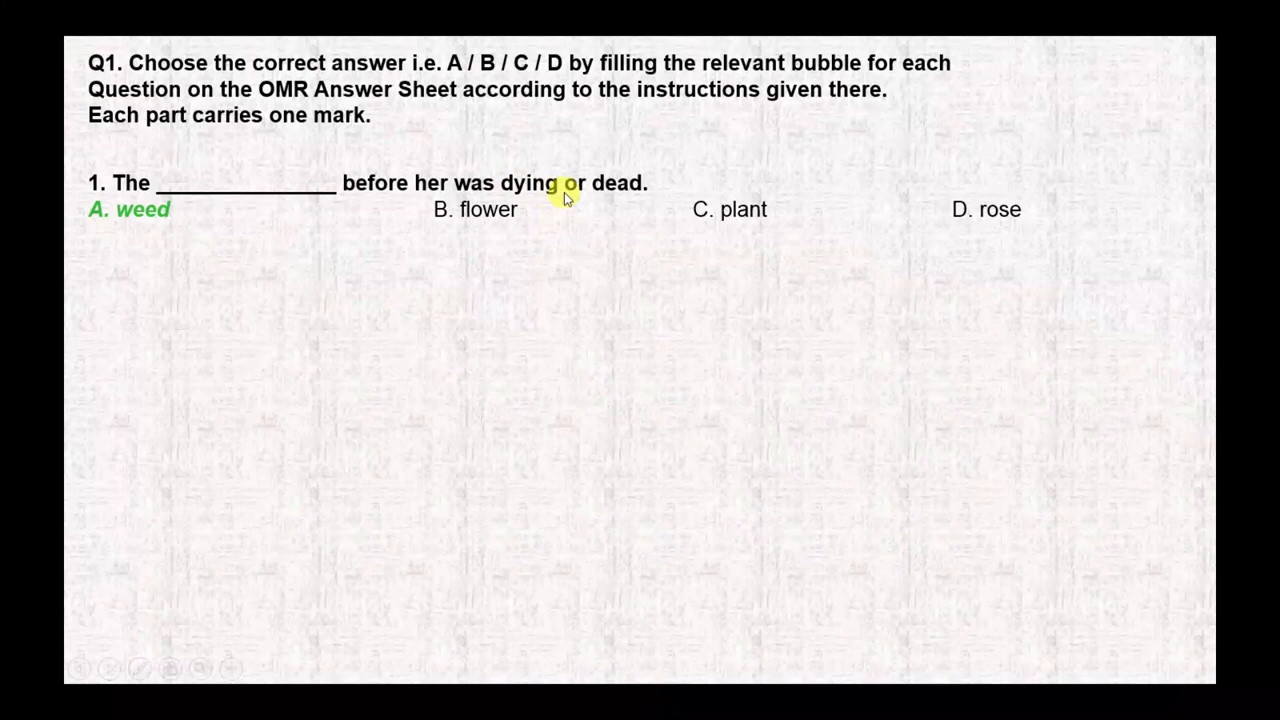 Q1. Choose the correct answer i.e. A / B / C / D by filling the relevant bubble for each
Question on the OMR Answer Sheet according to the instructions given there.
Each part carries one mark.
1. The _______________ before her was dying or dead.
A. weed B. flower C. plant D. rose